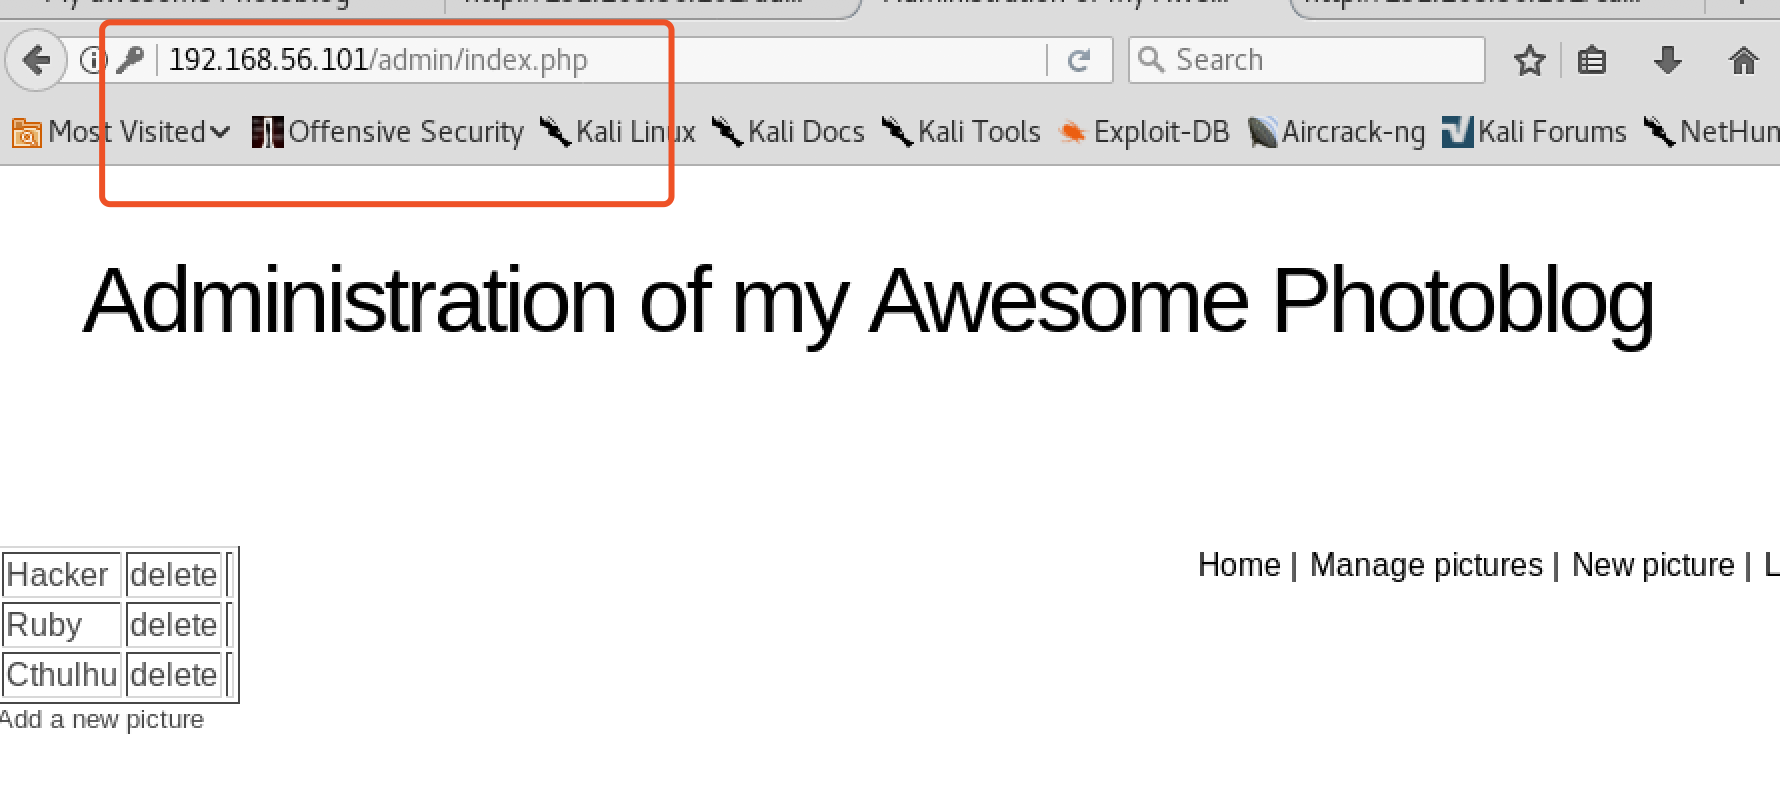 192.168.56.101/admin/index.php
Search
Most Visited
Offensive Security
Kali Linux
Kali Docs
Kali Tools
Exploit-DB
Aircrack-ng
Kali Forums
Administration of my Awesome Photoblog
Home | Manage pictures | New picture |
Hacker delete
Ruby delete
Cthulhu delete
Add a new picture